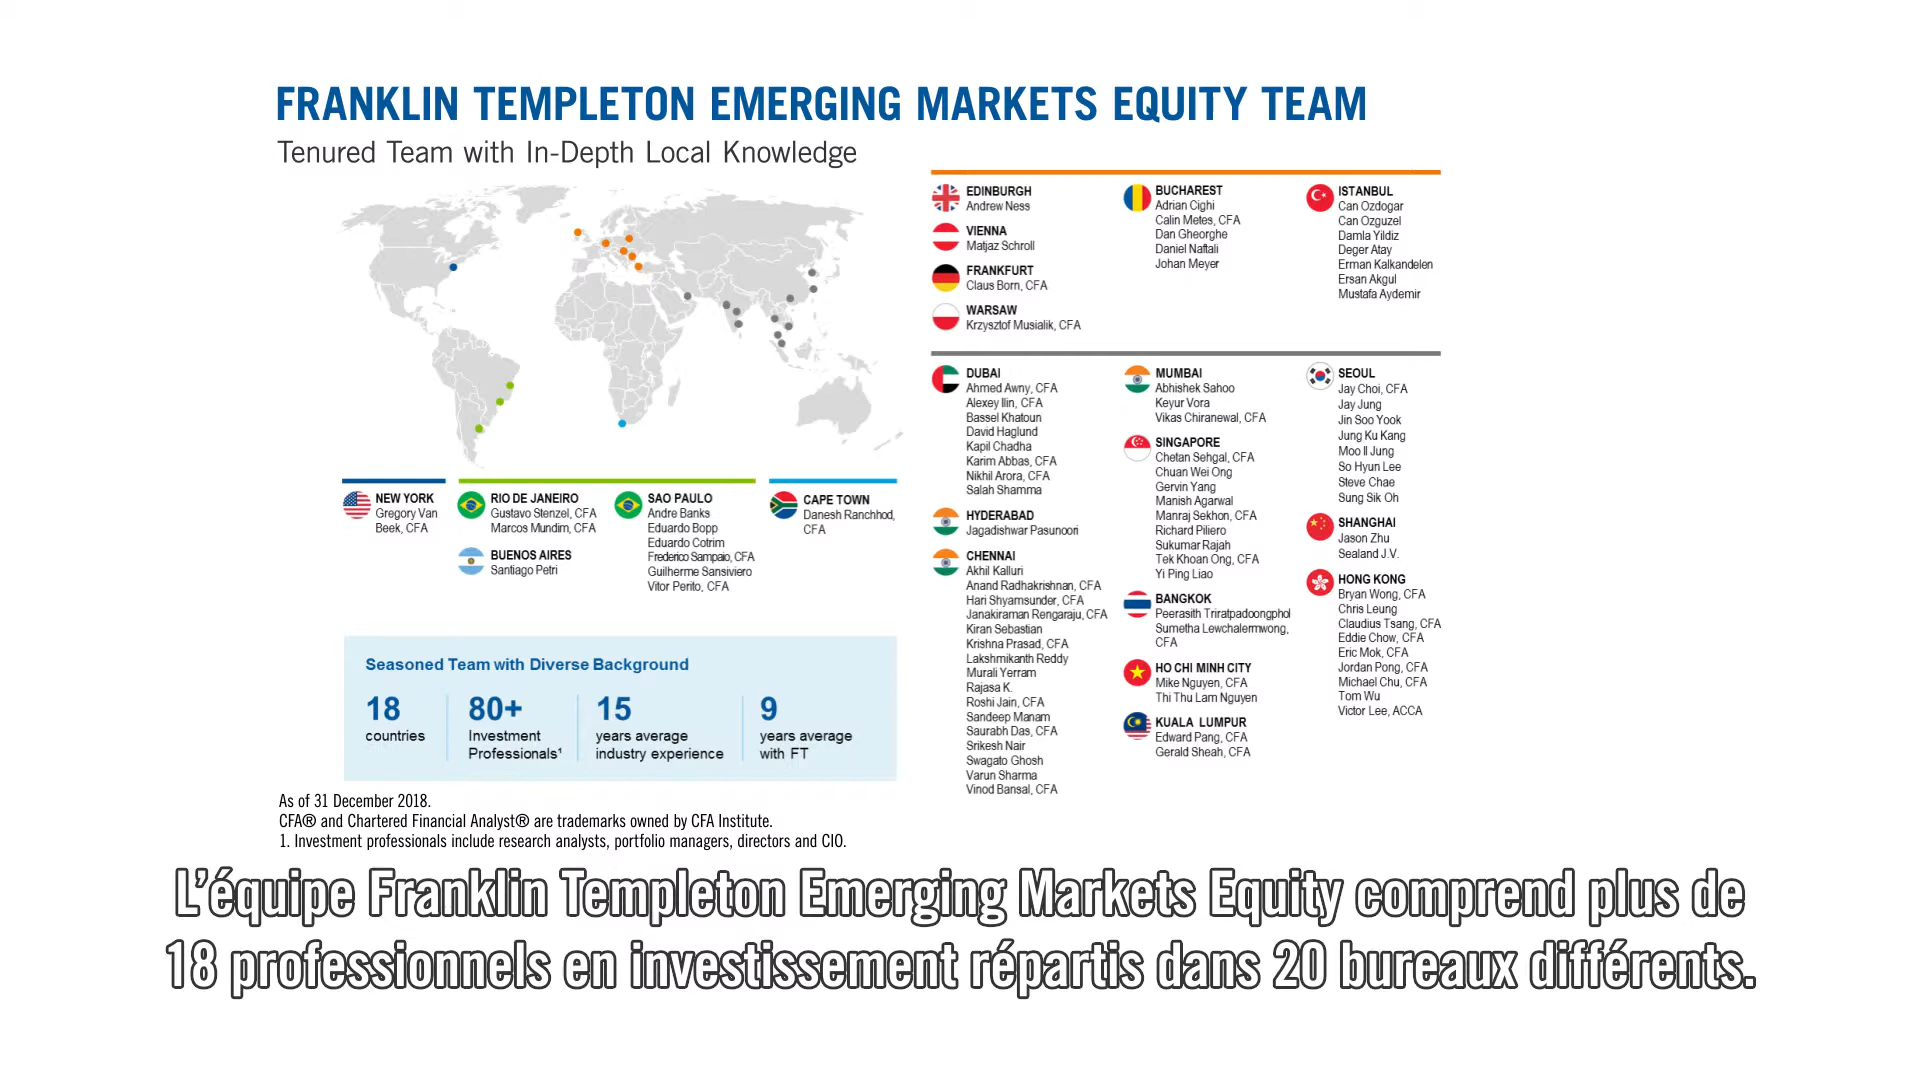 FRANKLIN TEMPLETON EMERGING MARKETS EQUITY TEAM
Tenured Team with In-Depth Local Knowledge
NEW YORK
Gregory Van
Beek, CFA
RIO DE JANEIRO
Gustavo Stenzel, CFA
Marcos Mundim, CFA
BUENOS AIRES
Santiago Petri
SAO PAULO
Andre Banks
Eduardo Bopp
Eduardo Cotrim
Frederico Sampaio, CFA
Guilherme Sansiviero
Vitor Perito, CFA
CAPE TOWN
Danesh Ranchhod,
CFA
EDINBURGH
Andrew Ness
VIENNA
Matjaz Schroll
FRANKFURT
Claus Born, CFA
WARSAW
Krzysztof Musialik, CFA
BUCHAREST
Adrian Cighi
Calin Metes, CFA
Dan Gheorghe
Daniel Naftali
Johan Meyer
ISTANBUL
Can Ozdogar
Can Ozguzel
Damla Yildiz
Deger Atay
Erman Kalkandelen
Ersan Akgul
Mustafa Aydemir
DUBAI
Ahmed Awny, CFA
Alexey Ilin, CFA
Bassel Khatoun
David Haglund
Kapil Chadha
Karim Abbas, CFA
Nikhil Arora, CFA
Salah Shamma
HYDERABAD
Jagadishwar Pasunoori
CHENNAI
Akhil Kalluri
Anand Radhakrishnan, CFA
Hari Shyamsunder, CFA
Janakiraman Rengaraju, CFA
Kiran Sebastian
Krishna Prasad, CFA
Lakshmikanth Reddy
Murali Yerram
Rajasa K.
Roshi Jain, CFA
Sandeep Manam
Saurabh Das, CFA
Srikesh Nair
Swagato Ghosh
Varun Sharma
Vinod Bansal, CFA
MUMBAI
Abhishek Sahoo
Keyur Vora
Vikas Chiranewal, CFA
SINGAPORE
Chetan Sehgal, CFA
Chuan Wei Ong
Gervin Yang
Manish Agarwal
Manraj Sekhon, CFA
Richard Piliero
Sukumar Rajah
Tek Khoan Ong, CFA
Yi Ping Liao
BANGKOK
Peerasith Triratpadoongphol
Sumetha Lewchalermwong,
CFA
HO CHI MINH CITY
Mike Nguyen, CFA
Thi Thu Lam Nguyen
KUALA LUMPUR
Edward Pang, CFA
Gerald Sheah, CFA
SEOUL
Jay Choi, CFA
Jay Jung
Jin Soo Yook
Jung Ku Kang
Moo Il Jung
So Hyun Lee
Steve Chae
Sung Sik Oh
SHANGHAI
Jason Zhu
Sealand J.V.
HONG KONG
Bryan Wong, CFA
Chris Leung
Claudius Tsang, CFA
Eddie Chow, CFA
Eric Mok, CFA
Jordan Pong, CFA
Michael Chu, CFA
Tom Wu
Victor Lee, ACCA
Seasoned Team with Diverse Background
18
countries
80+
Investment
Professionals¹
15
years average
industry experience
9
years average
with FT
As of 31 December 2018.
CFA® and Chartered Financial Analyst® are trademarks owned by CFA Institute.
1. Investment professionals include research analysts, portfolio managers, directors and CIO.
L'équipe Franklin Templeton Emerging Markets Equity comprend plus de
18 professionnels en investissement répartis dans 20 bureaux différents.